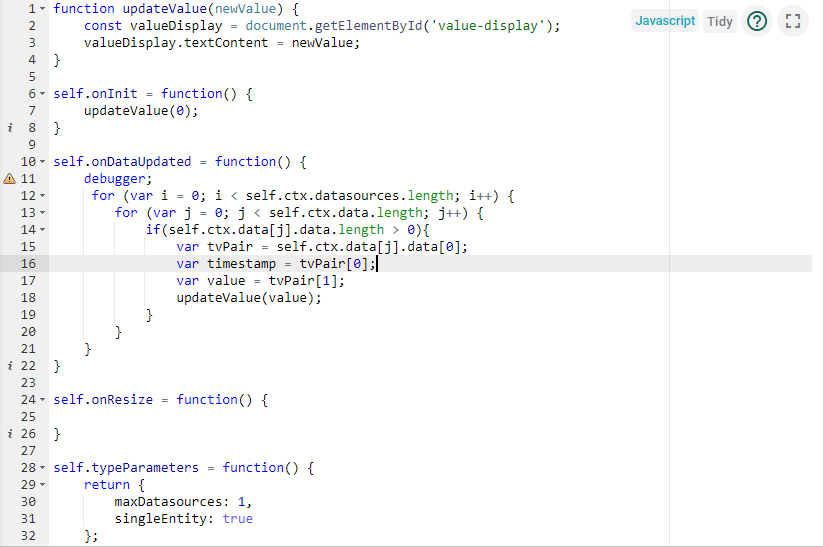 1 function updateValue(newValue) {
2     const valueDisplay = document.getElementById('value-display');
3     valueDisplay.textContent = newValue;
4 }
5
6 self.onInit = function() {
7     updateValue(0);
i 8 }
9
10 self.onDataUpdated = function() {
11     debugger;
12      for (var i = 0; i < self.ctx.datasources.length; i++) {
13         for (var j = 0; j < self.ctx.data.length; j++) {
14             if(self.ctx.data[j].data.length > 0){
15                 var tvPair = self.ctx.data[j].data[0];
16                 var timestamp = tvPair[0];
17                 var value = tvPair[1];
18                 updateValue(value);
19             }
20         }
21     }
i 22 }
23
24 self.onResize = function() {
25
i 26 }
27
28 self.typeParameters = function() {
29     return {
30         maxDatasources: 1,
31         singleEntity: true
32     };
Javascript Tidy ?